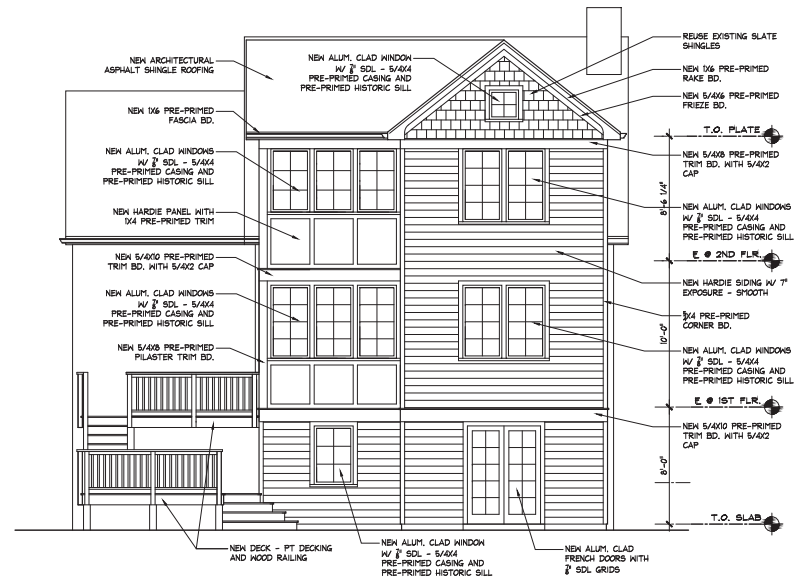 NEW ARCHITECTURAL
ASPHALT SHINGLE ROOFING
NEW ALUM. CLAD WINDOW
W/ 7/8" SDL - 5/4X4
PRE-PRIMED CASING AND
PRE-PRIMED HISTORIC SILL
REUSE EXISTING SLATE
SHINGLES
NEW 1X6 PRE-PRIMED
RAKE BD.
NEW 5/4X6 PRE-PRIMED
FRIEZE BD.
NEW 1X6 PRE-PRIMED
FASCIA BD.
T.O. PLATE
NEW ALUM. CLAD WINDOWS
W/ 7/8" SDL - 5/4X4
PRE-PRIMED CASING AND
PRE-PRIMED HISTORIC SILL
NEW 5/4X8 PRE-PRIMED
TRIM BD. WITH 5/4X2
CAP
8'-6 1/4"
NEW HARDIE PANEL WITH
1X4 PRE-PRIMED TRIM
NEW ALUM. CLAD WINDOWS
W/ 7/8" SDL - 5/4X4
PRE-PRIMED CASING AND
PRE-PRIMED HISTORIC SILL
NEW 5/4X10 PRE-PRIMED
TRIM BD. WITH 5/4X2 CAP
F @ 2ND FLR.
NEW HARDIE SIDING W/ 7"
EXPOSURE - SMOOTH
NEW ALUM. CLAD WINDOWS
W/ 7/8" SDL - 5/4X4
PRE-PRIMED CASING AND
PRE-PRIMED HISTORIC SILL
X4 PRE-PRIMED
CORNER BD.
10'-0"
NEW 5/4X8 PRE-PRIMED
PILASTER TRIM BD.
NEW ALUM. CLAD WINDOWS
W/ 7/8" SDL - 5/4X4
PRE-PRIMED CASING AND
PRE-PRIMED HISTORIC SILL
F @ 1ST FLR.
NEW 5/4X10 PRE-PRIMED
TRIM BD. WITH 5/4X2
CAP
8'-0"
T.O. SLAB
NEW DECK - PT DECKING
AND WOOD RAILING
NEW ALUM. CLAD WINDOW
W/ 7/8" SDL - 5/4X4
PRE-PRIMED CASING AND
PRE-PRIMED HISTORIC SILL
NEW ALUM. CLAD
FRENCH DOORS WITH
7/8" SDL GRIDS